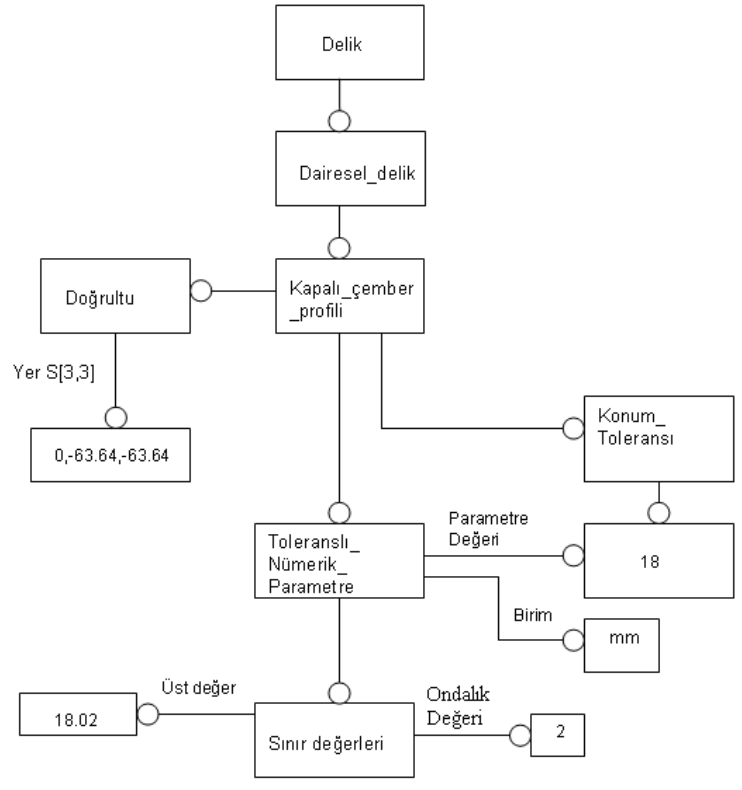 Delik
Dairesel_delik
Kapalı_çember
_profili
Doğrultu
Yer S[3,3]
0,-63.64,-63.64
Konum_
Toleransı
Toleranslı_
Nümerik_
Parametre
Parametre
Değeri
18
Birim
mm
Üst değer
18.02
Sınır değerleri
Ondalık
Değeri
2